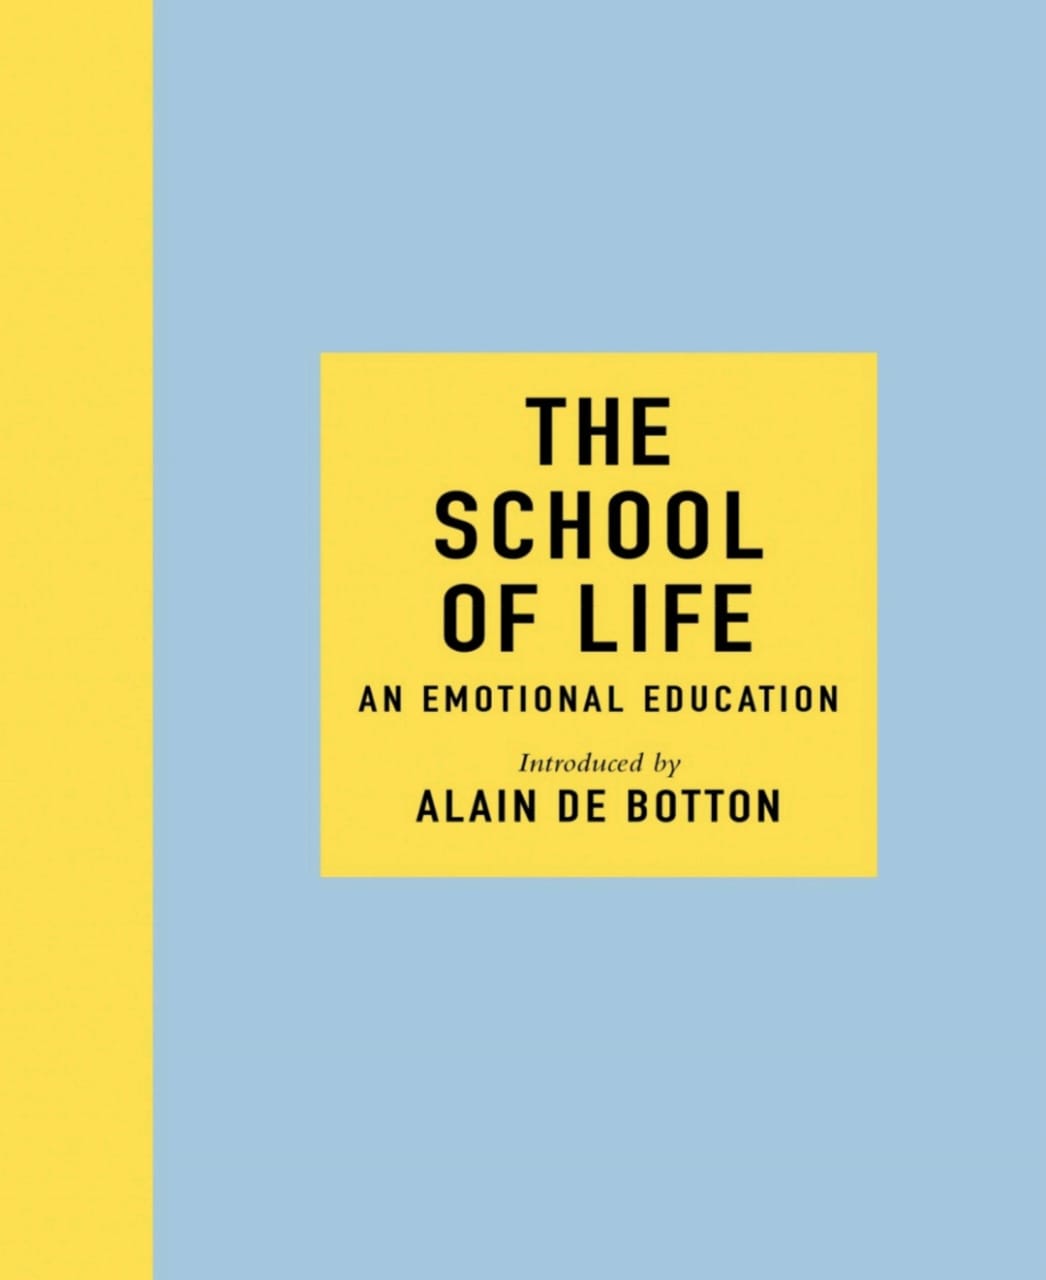 THE
SCHOOL
OF LIFE
AN EMOTIONAL EDUCATION
Introduced by
ALAIN DE BOTTON